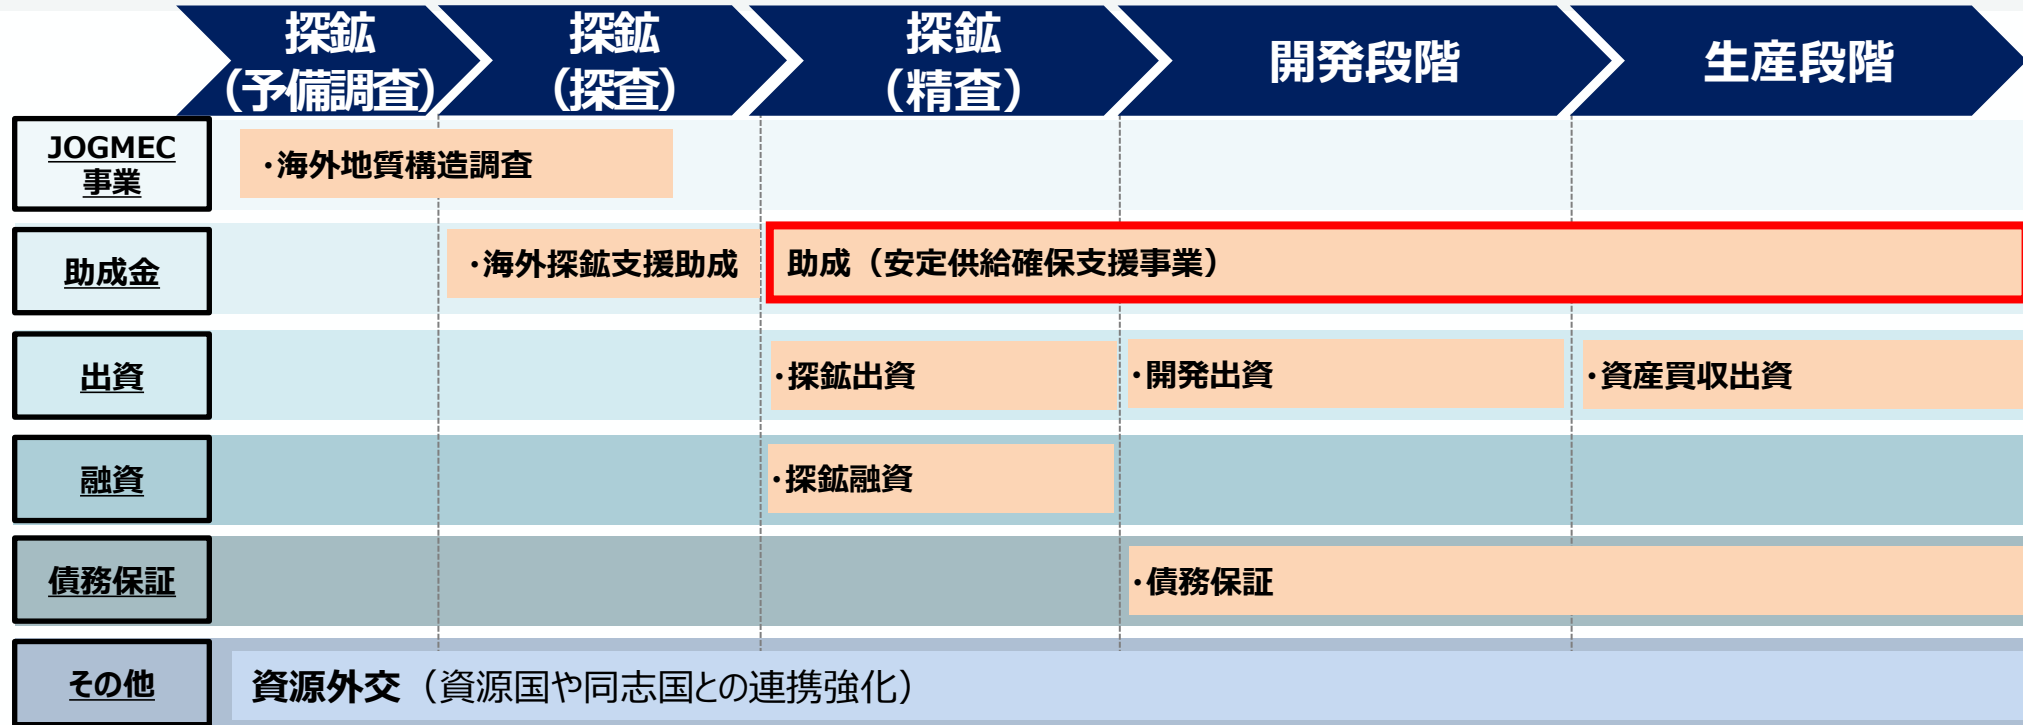 探鉱
(予備調査)
探鉱
(探査)
探鉱
(精査)
開発段階
生産段階
JOGMEC
事業
・海外地質構造調査
助成金
・海外探鉱支援助成
助成(安定供給確保支援事業)
出資
・探鉱出資
・開発出資
・資産買収出資
融資
・探鉱融資
債務保証
・債務保証
その他
資源外交(資源国や同志国との連携強化)